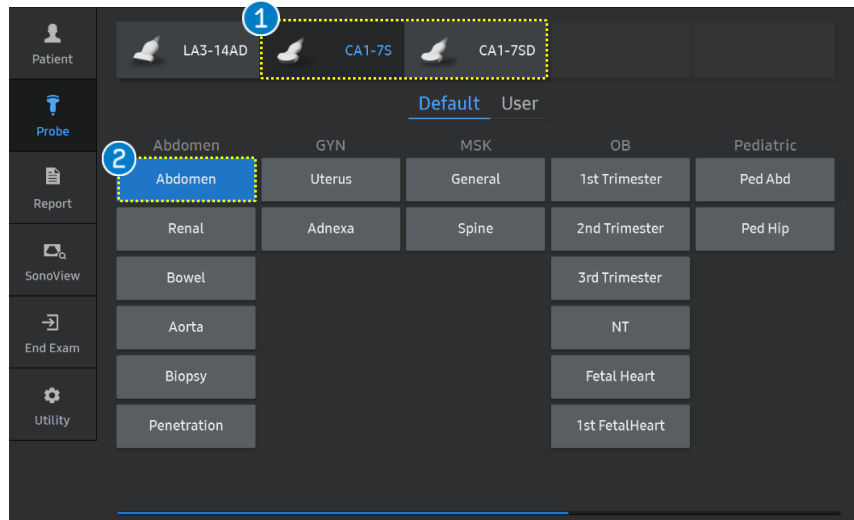 1
Patient
LA3-14AD CA1-7S CA1-7SD
Probe
Default User
Abdomen GYN MSK OB Pediatric
2
Abdomen Uterus General 1st Trimester Ped Abd
Report
Renal Adnexa Spine 2nd Trimester Ped Hip
SonoView
Bowel 3rd Trimester
End Exam
Aorta NT
Biopsy Fetal Heart
Utility
Penetration 1st FetalHeart